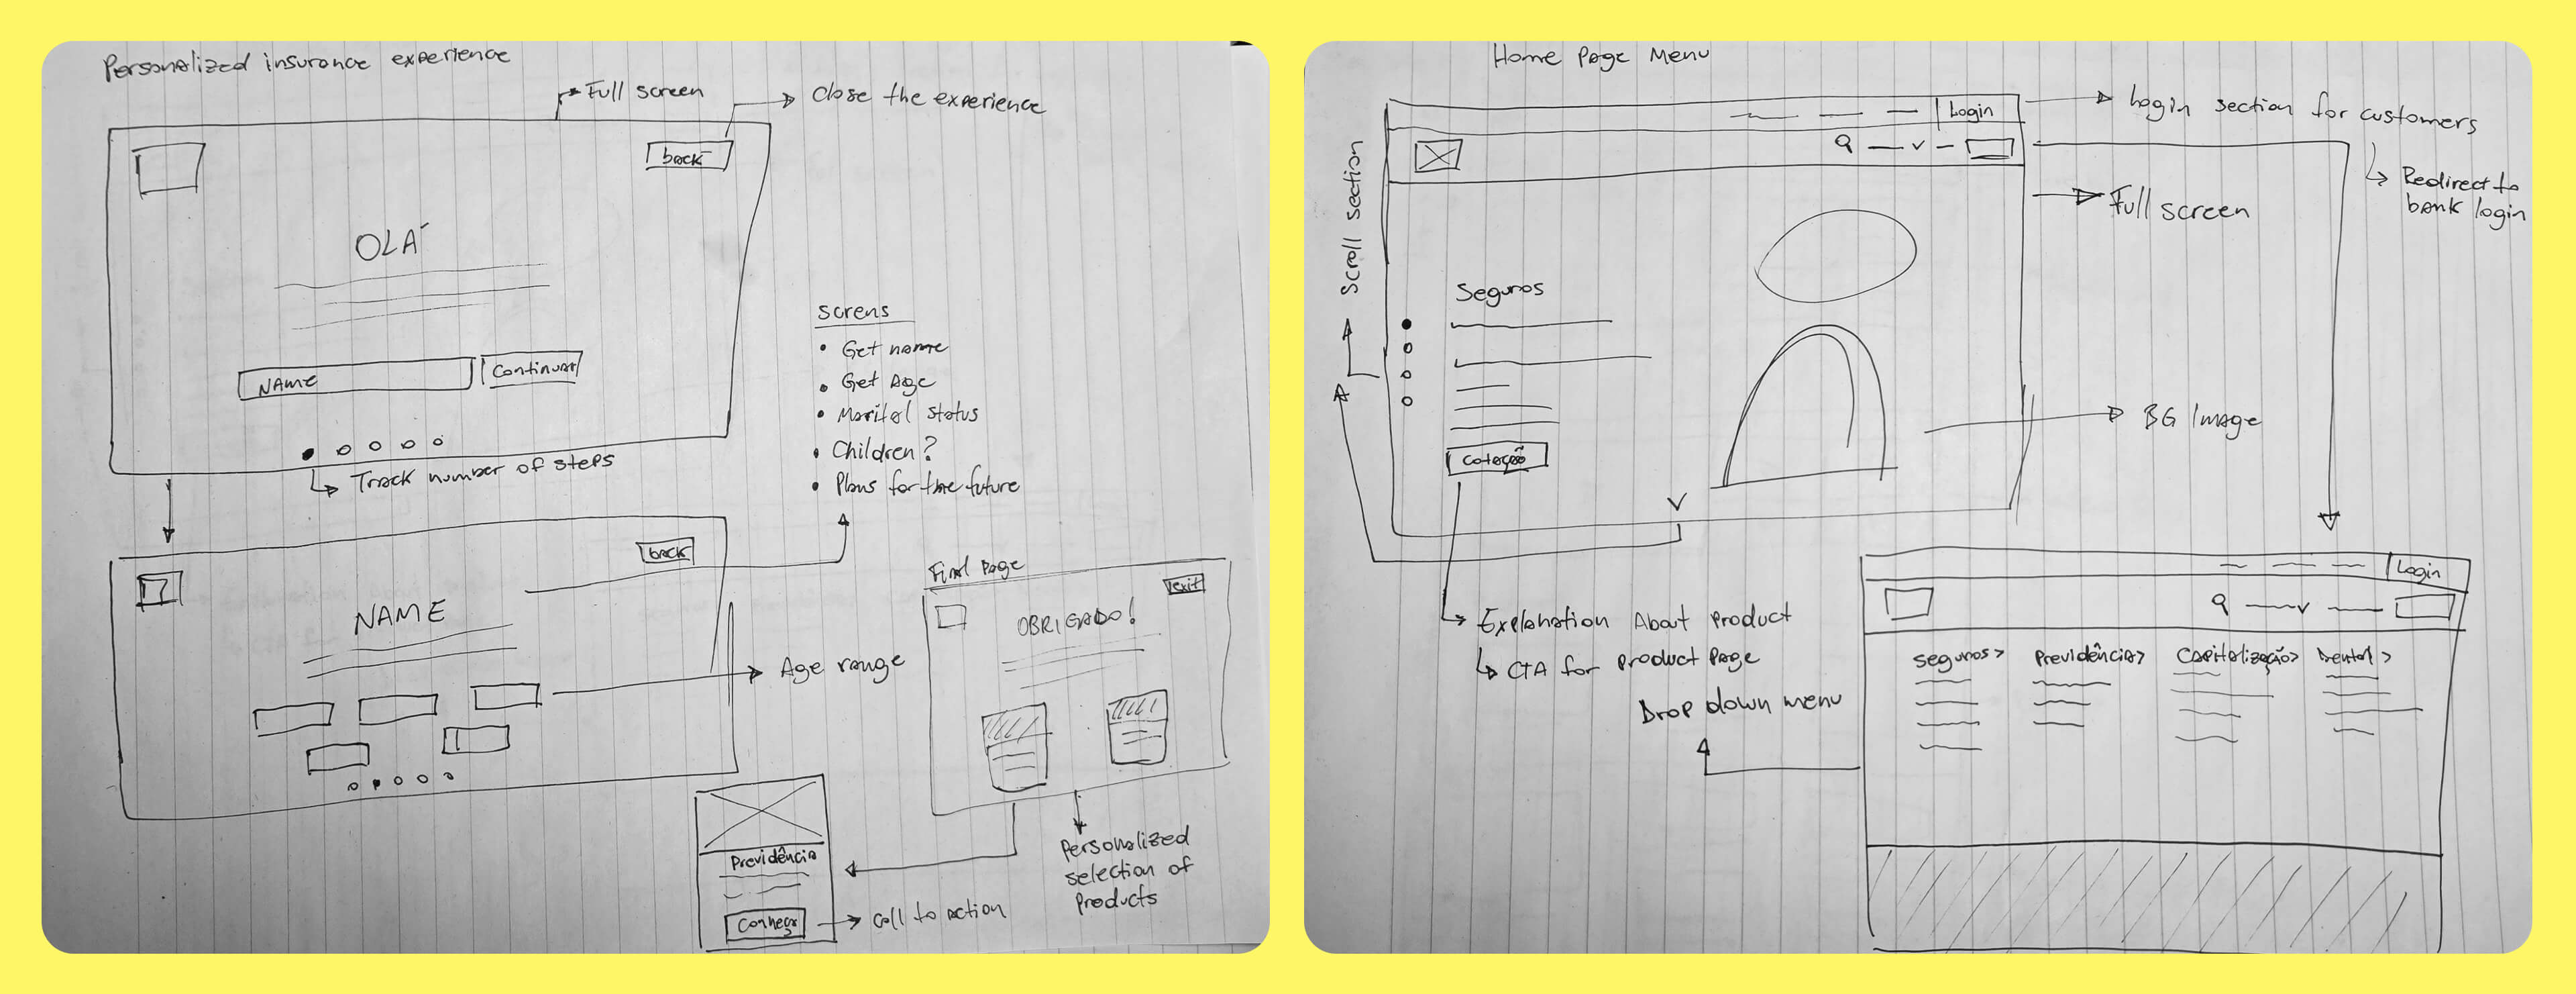 Personalized insurance experience
Full screen
Close the experience
back
OLÁ
NAME
Continuar
Track number of steps
screns
• Get name
• Get Age
• Marital status
• Children?
• Plans for the future
back
NAME
Age range
Final Page
exit
OBRIGADO!
Previdência
Conheça
Call to action
Personalized
selection of
products
Home Page Menu
Login
Login section for customers
Redirect to
bank login
Full screen
Scroll section
Seguros
Cotação
BG Image
Explanation About product
CTA for product page
Drop down menu
Login
Seguros >
Previdência >
Capitalização >
Dental >